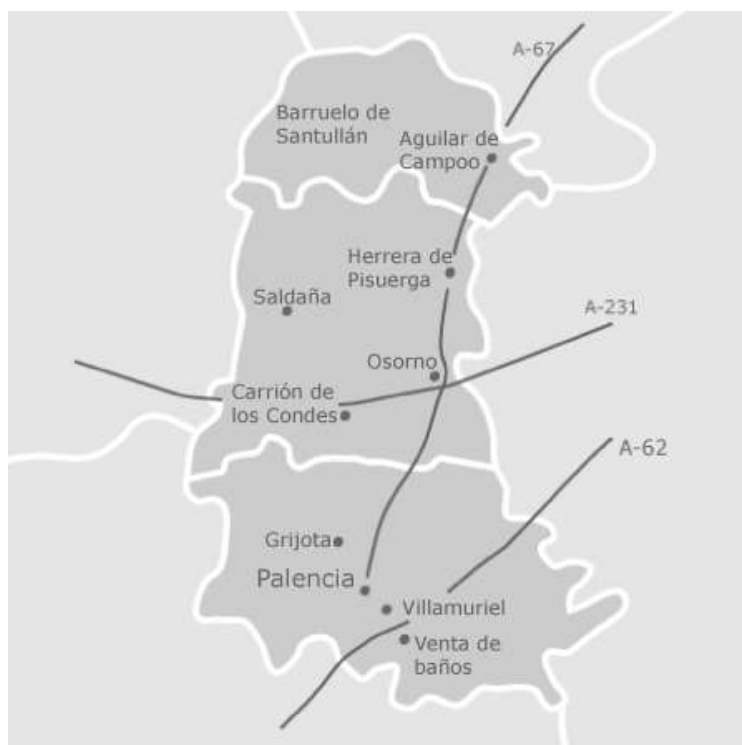 A-67
Barruelo de
Santullán
Aguilar de
Campoo
Herrera de
Pisuerga
Saldaña
A-231
Osorno
Carrión de
los Condes
A-62
Grijota
Palencia
Villamuriel
Venta de
baños